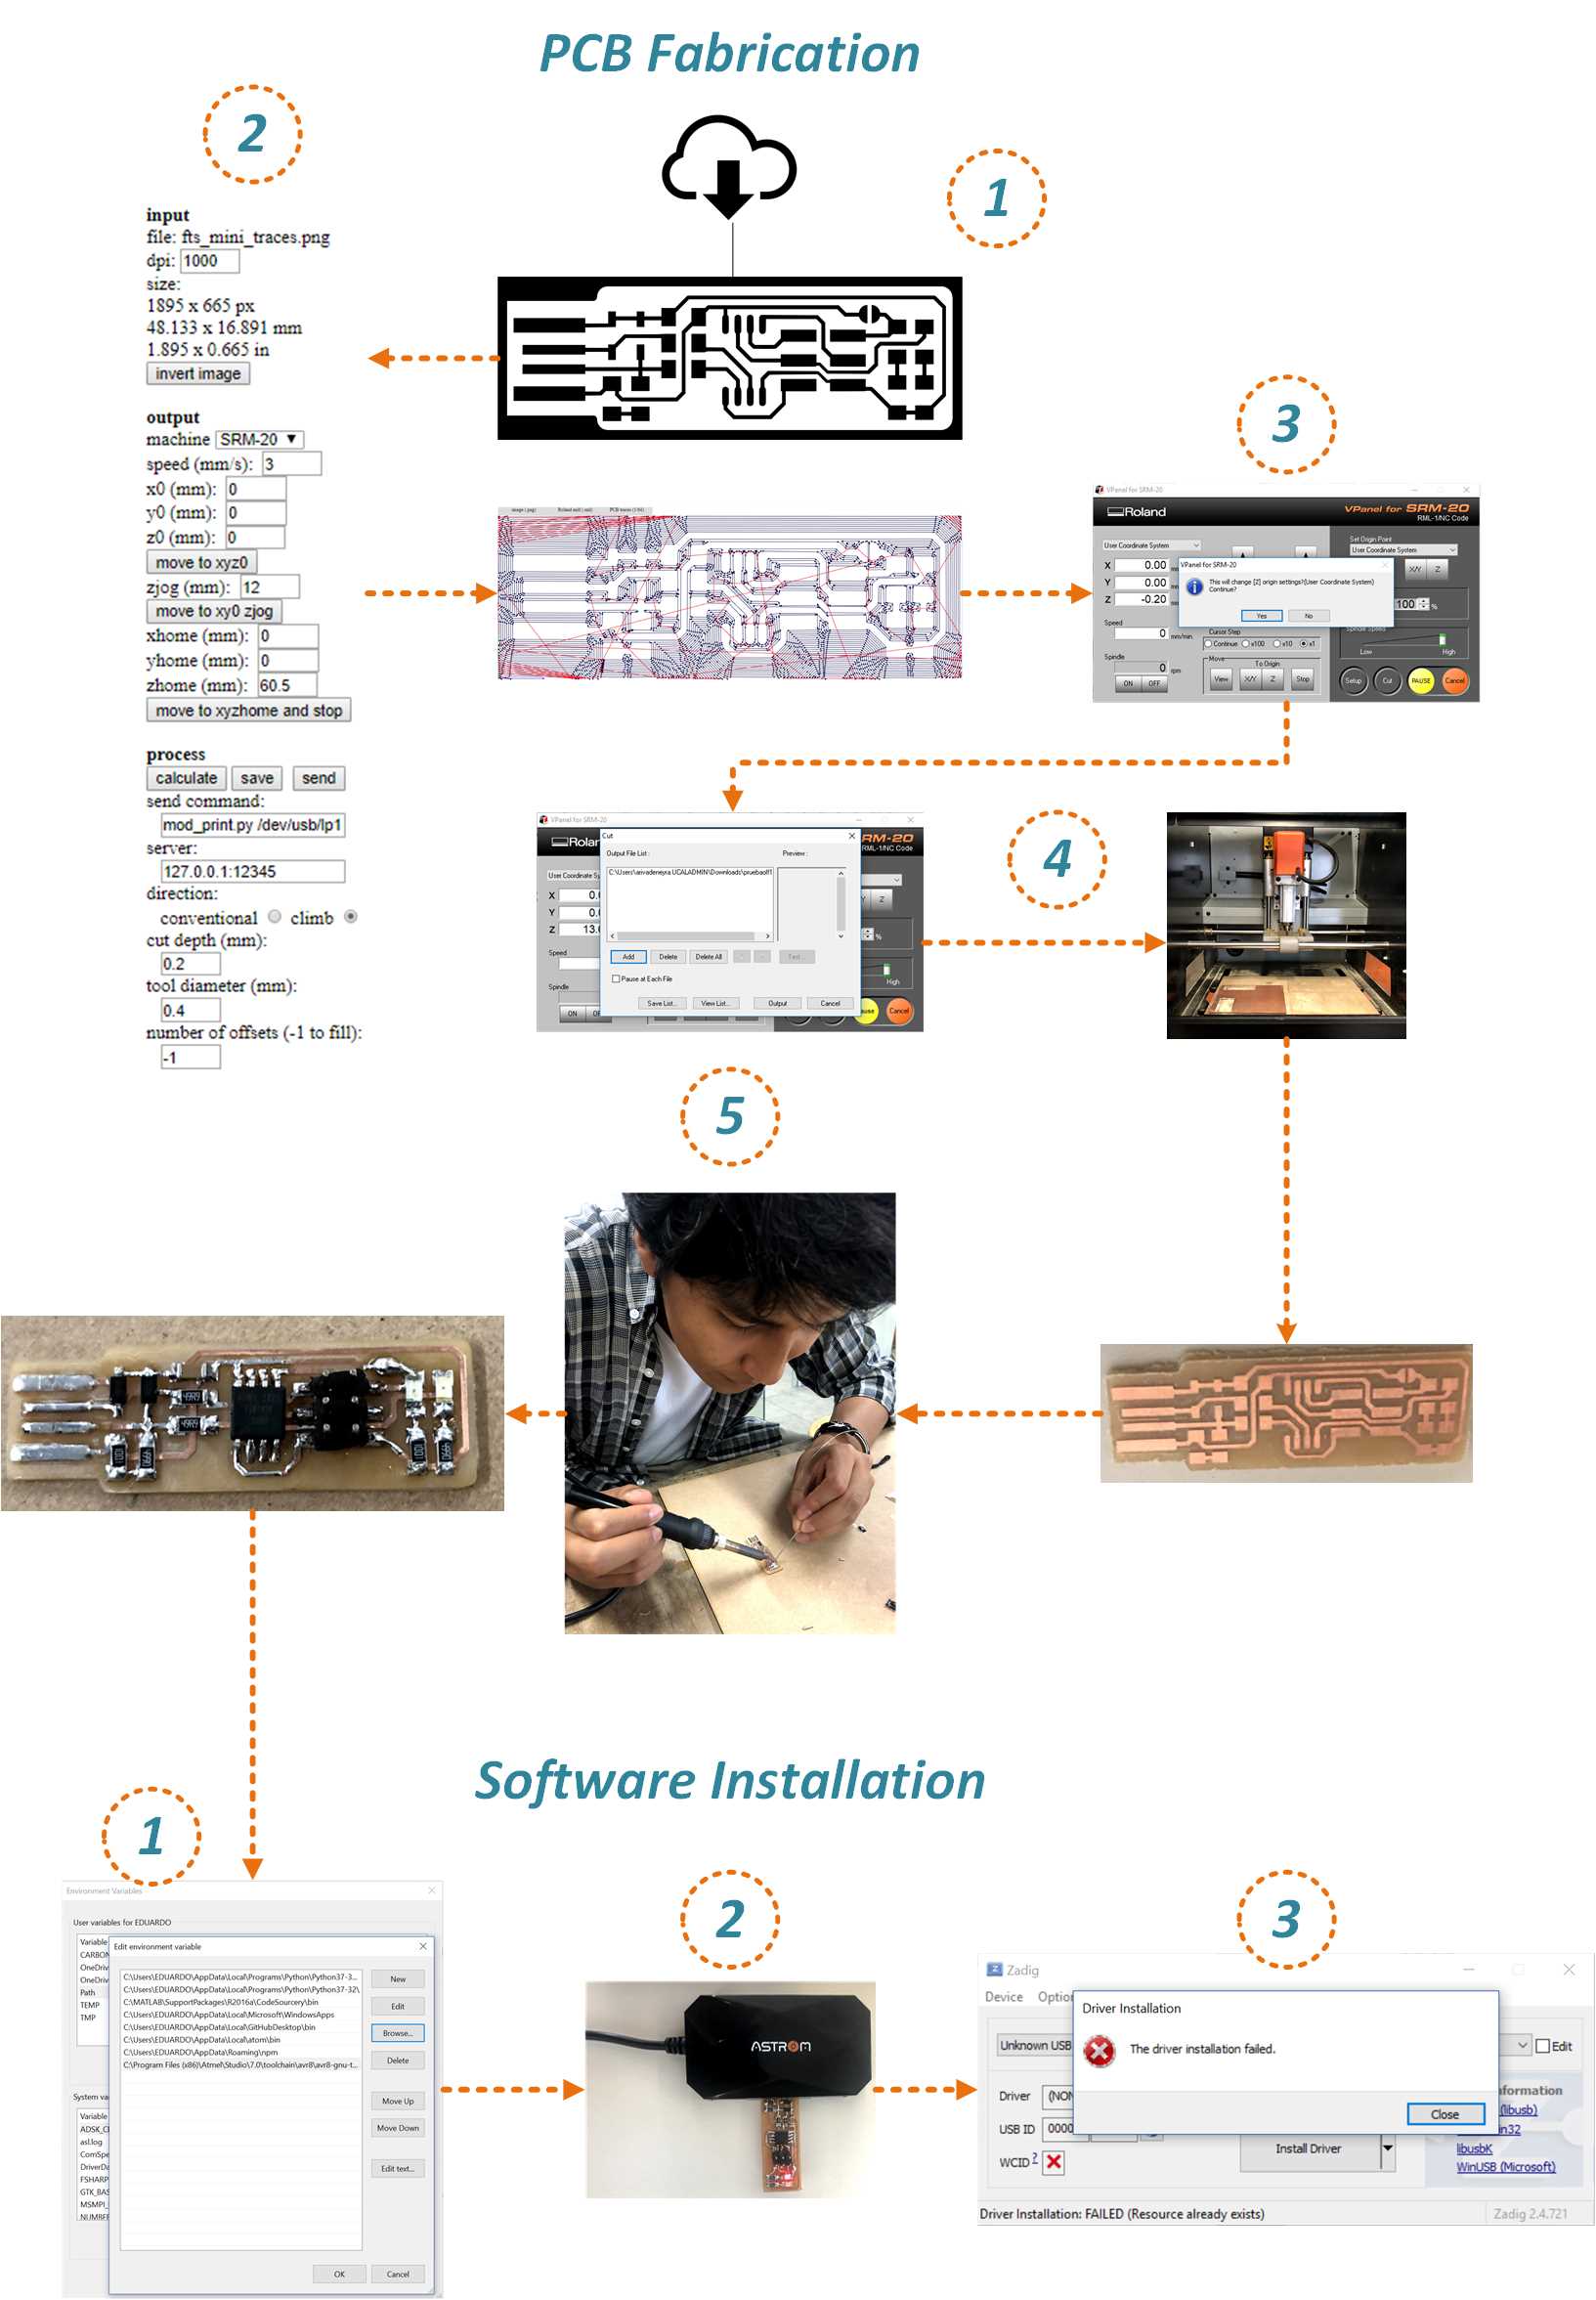 PCB Fabrication
2
1
input
file: fts_mini_traces.png
dpi: 1000
size:
1895 x 665 px
48.133 x 16.891 mm
1.895 x 0.665 in
invert image
output
machine SRM-20
speed (mm/s): 3
x0 (mm): 0
y0 (mm): 0
z0 (mm): 0
move to xyz0
zjog (mm): 12
move to xy0 zjog
xhome (mm): 0
yhome (mm): 0
zhome (mm): 60.5
move to xyzhome and stop
process
calculate save send
send command:
mod_print.py /dev/usb/lp1
server:
127.0.0.1:12345
direction:
conventional climb
cut depth (mm):
0.2
tool diameter (mm):
0.4
number of offsets (-1 to fill):
-1
3
VPanel for SRM-20
Roland
VPanel for SRM-20
RML-1/NC Code
User Coordinate System
Set Origin Point
User Coordinate System
X 0.00
Y 0.00
Z -0.20
X/Y Z
VPanel for SRM-20
This will change [Z] origin settings?(User Coordinate System)
Continue?
Yes No
100 %
Speed
0 mm/min
Cursor Step
Continue x100 x10 x1
Low High
Spindle
0 rpm
ON OFF
Move
To Origin
View X/Y Z Stop
Setup Cut PAUSE Cancel
VPanel for SRM-20
Cut
Output File List :
Preview :
Add Delete Delete All
Pause at Each File
Save List... View List... Output Cancel
Roland
SRM-20
RML-1/NC Code
X 0.0
Y 0.0
Z 13.0
Speed
Spindle
ON
High
Cancel
4
5
Software Installation
1
Environment Variables
User variables for EDUARDO
Variable
OneDriv
OneDriv
Path
TEMP
TMP
Edit environment variable
C:\Users\EDUARDO\AppData\Local\Programs\Python\Python37-3...
C:\Users\EDUARDO\AppData\Local\Programs\Python\Python37-32\
C:\MATLAB\SupportPackages\R2016a\CodeSourcery\bin
C:\Users\EDUARDO\AppData\Local\Microsoft\WindowsApps
C:\Users\EDUARDO\AppData\Local\GitHubDesktop\bin
C:\Users\EDUARDO\AppData\Local\atom\bin
C:\Users\EDUARDO\AppData\Roaming\npm
C:\Program Files (x86)\Atmel\Studio\7.0\toolchain\avr8\avr8-gnu-t...
New
Edit
Browse...
Delete
Move Up
Move Down
Edit text...
OK Cancel
System va
Variable
asl.log
ComSpe
DriverDa
FSHARP
GTK_BAS
MSMPI_
2
ASTROM
3
Zadig
Device Option
Unknown USB
Edit
Driver Installation
The driver installation failed.
Close
Driver (NON
USB ID 0000
WCID ?
Install Driver
formation
(libusb)
libusbK
WinUSB (Microsoft)
Driver Installation: FAILED (Resource already exists)
Zadig 2.4.721